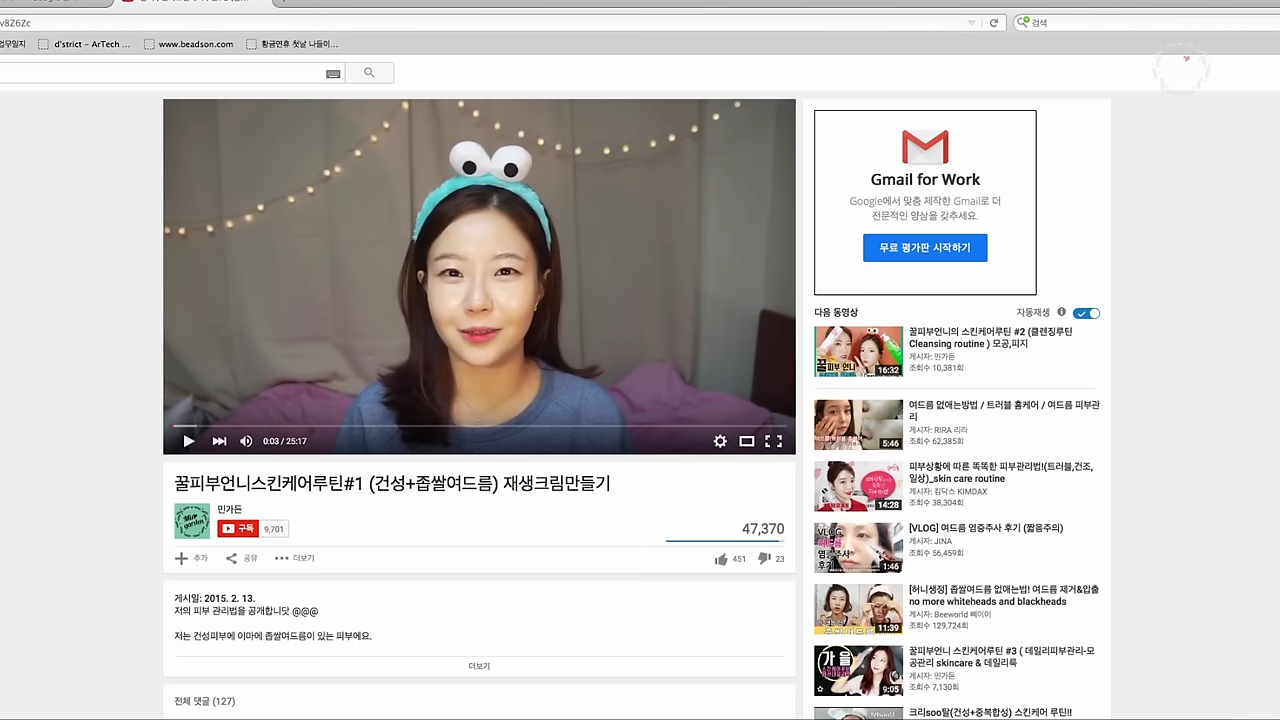 v8Z6Zc
검색
업무일지
d'strict - ArTech ...
www.beadson.com
황금연휴 첫날 나들이...
Gmail for Work
Google에서 맞춤 제작한 Gmail로 더
전문적인 양상을 갖추세요.
무료 평가판 시작하기
0:03 / 25:17
꿀피부언니스킨케어루틴#1 (건성+좁쌀여드름) 재생크림만들기
민가든
구독 9,701
47,370
추가 공유 더보기
451 23
게시일: 2015. 2. 13.
저의 피부 관리법을 공개합니닷 @@@
저는 건성피부에 이마에 좁쌀여드름이 있는 피부에요.
더보기
전체 댓글 (127)
다음 동영상
자동재생
꿀피부언니의 스킨케어루틴 #2 (클렌징루틴
Cleansing routine ) 모공,피지
게시자: 민가든
조회수 10,381회
꿀피부 언니
16:32
여드름 없애는방법 / 트러블 홈케어 / 여드름 피부관
리
게시자: RIRA 리라
조회수 62,385회
5:46
피부상황에 따른 똑똑한 피부관리법!(트러블,건조,
일상)_skin care routine
게시자: 킴닥스 KIMDAX
조회수 38,304회
14:28
[VLOG] 여드름 염증주사 후기 (짧음주의)
게시자: JINA
조회수 56,459회
VLOG
염증주사
후기
1:46
[허니생정] 좁쌀여드름 없애는법! 여드름 제거&압출
no more whiteheads and blackheads
게시자: Beeworld 삐이미
조회수 129,724회
11:39
꿀피부언니 스킨케어루틴 #3 ( 데일리피부관리-모
공관리 skincare & 데일리룩
게시자: 민가든
조회수 7,130회
가을
9:05
크리soo탈(건성+중복합성) 스킨케어 루틴!!